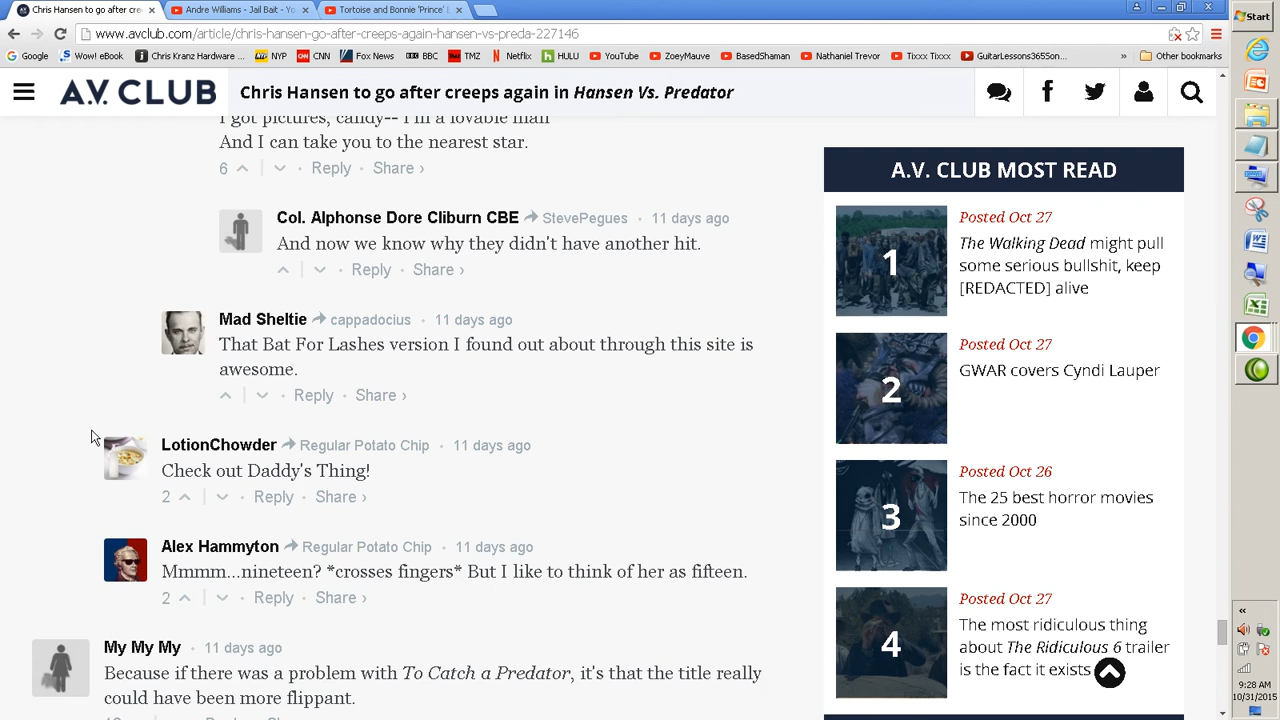 Chris Hansen to go after cre
Andre Williams - Jail Bait - Yo
Tortoise and Bonnie 'Prince' B
www.avclub.com/article/chris-hansen-go-after-creeps-again-hansen-vs-pred-227146
Google
Wow! eBook
Chris Kranz Hardware
NYP
CNN
Fox News
BBC
TMZ
Netflix
HULU
YouTube
ZoeyMauve
BasedShaman
Nathaniel Trevor
Tixxx Tixxx
GuitarLessons365Son...
»
Other bookmarks
Start
A.V. CLUB
Chris Hansen to go after creeps again in Hansen Vs. Predator
I got pictures, candy-- I'm a lovable man
And I can take you to the nearest star.
6 • Reply • Share ›
Col. Alphonse Dore Cliburn CBE StevePegues • 11 days ago
And now we know why they didn't have another hit.
• Reply • Share ›
Mad Sheltie cappadocius • 11 days ago
That Bat For Lashes version I found out about through this site is
awesome.
• Reply • Share ›
LotionChowder Regular Potato Chip • 11 days ago
Check out Daddy's Thing!
2 • Reply • Share ›
Alex Hammyton Regular Potato Chip • 11 days ago
Mmmm...nineteen? *crosses fingers* But I like to think of her as fifteen.
2 • Reply • Share ›
My My My • 11 days ago
Because if there was a problem with To Catch a Predator, it's that the title really
could have been more flippant.
A.V. CLUB MOST READ
1
Posted Oct 27
The Walking Dead might pull
some serious bullshit, keep
[REDACTED] alive
2
Posted Oct 27
GWAR covers Cyndi Lauper
3
Posted Oct 26
The 25 best horror movies
since 2000
4
Posted Oct 27
The most ridiculous thing
about The Ridiculous 6 trailer
is the fact it exists
9:28 AM
10/31/2015